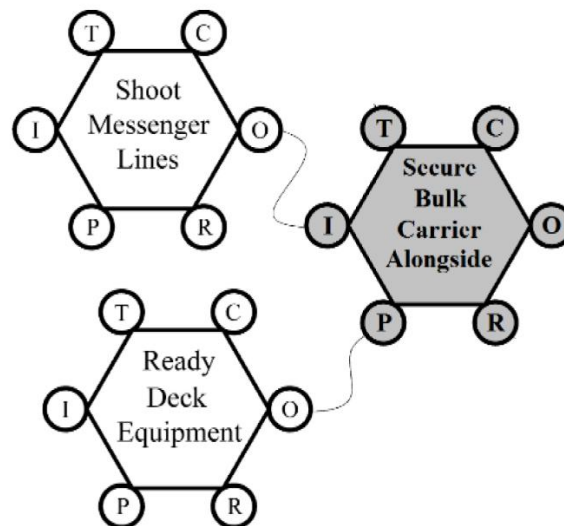 T
C
Shoot
Messenger
Lines
I
O
P
R
T
C
Secure
Bulk
Carrier
Alongside
I
O
P
R
T
C
Ready
Deck
Equipment
I
O
P
R